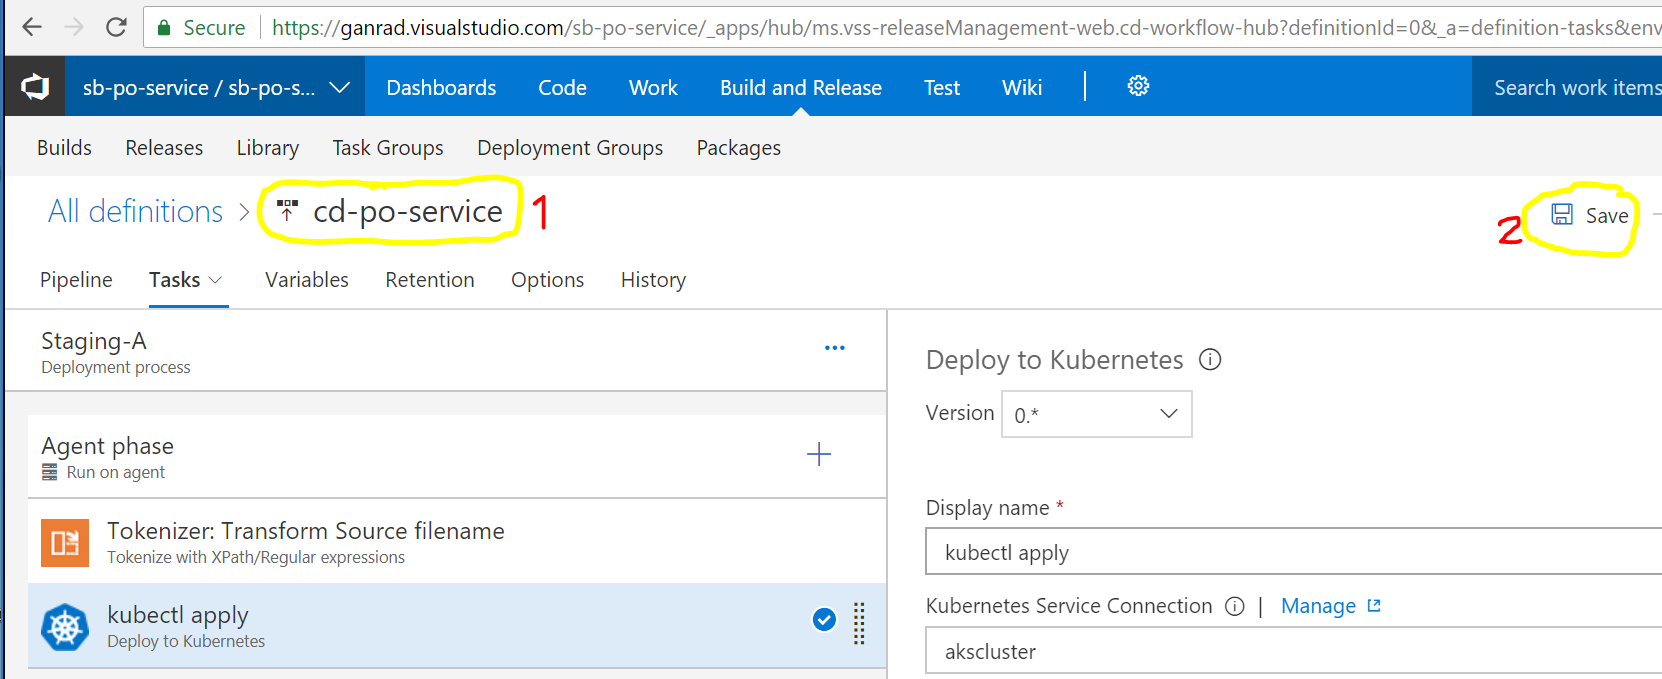 Secure https://ganrad.visualstudio.com/sb-po-service/_apps/hub/ms.vss-releaseManagement-web.cd-workflow-hub?definitionId=0&_a=definition-tasks&env
sb-po-service / sb-po-s... Dashboards Code Work Build and Release Test Wiki Search work items
Builds Releases Library Task Groups Deployment Groups Packages
All definitions > cd-po-service 1
2 Save
Pipeline Tasks Variables Retention Options History
Staging-A
Deployment process
Agent phase
Run on agent
Tokenizer: Transform Source filename
Tokenize with XPath/Regular expressions
kubectl apply
Deploy to Kubernetes
Deploy to Kubernetes
Version 0.*
Display name *
kubectl apply
Kubernetes Service Connection | Manage
akscluster